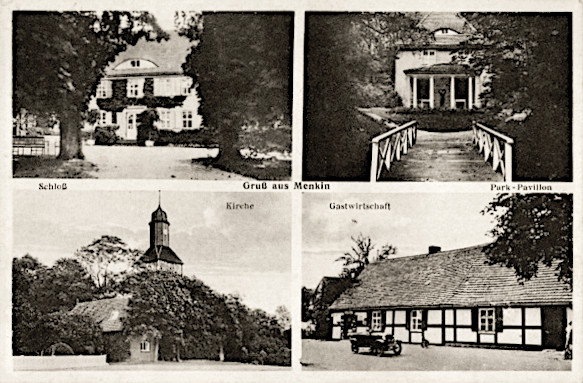 Schloß
Gruß aus Menkin
Park-Pavillon
Kirche
Gastwirtschaft